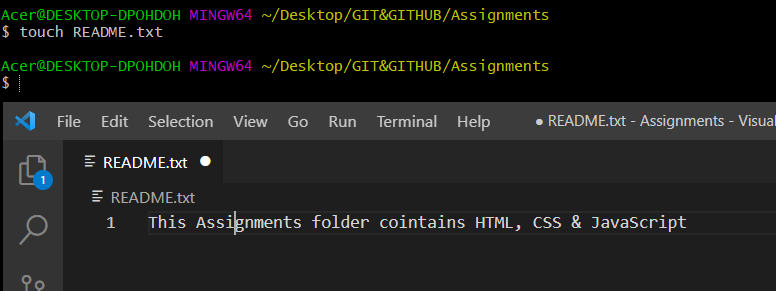 Acer@DESKTOP-DPOHDOH MINGW64 ~/Desktop/GIT&GITHUB/Assignments
$ touch README.txt
Acer@DESKTOP-DPOHDOH MINGW64 ~/Desktop/GIT&GITHUB/Assignments
$
File Edit Selection View Go Run Terminal Help ● README.txt - Assignments - Visual
README.txt ●
1
README.txt
1 This Assignments folder cointains HTML, CSS & JavaScript